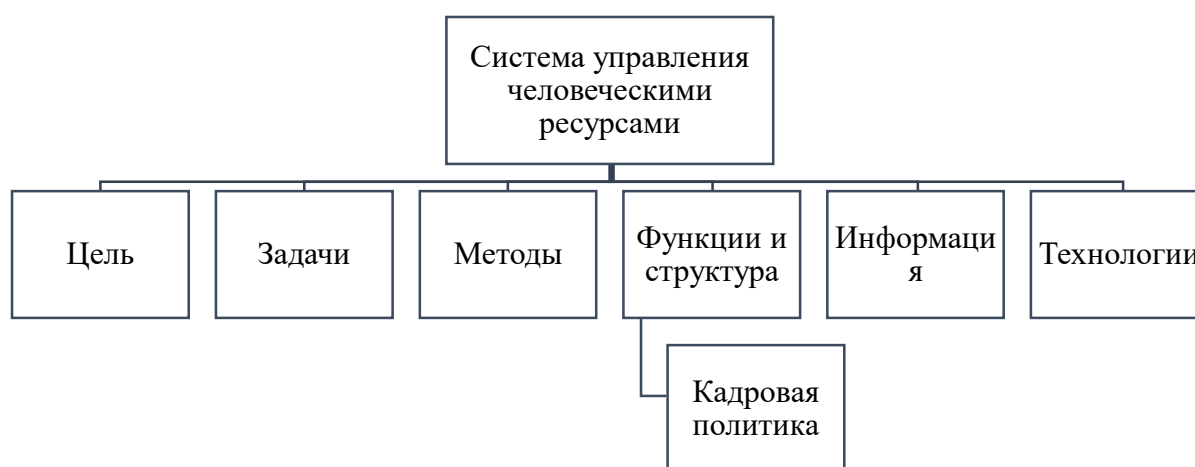 Система управления
человеческими
ресурсами
Цель
Задачи
Методы
Функции и
структура
Информаци
я
Технологии
Кадровая
политика